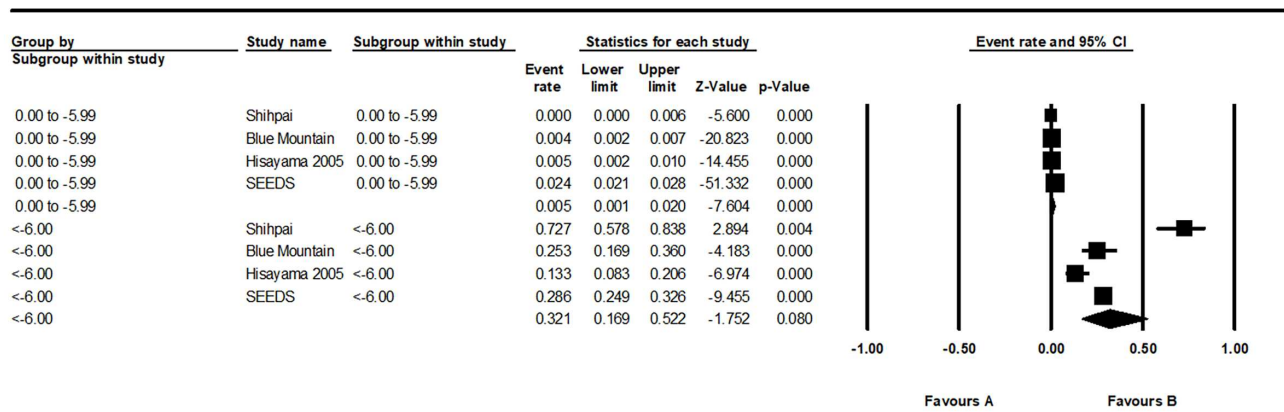 Group by Study name Subgroup within study Statistics for each study Event rate and 95% CI
Subgroup within study
Event Lower Upper
rate limit limit Z-Value p-Value
0.00 to -5.99 Shihpai 0.00 to -5.99 0.000 0.000 0.006 -5.600 0.000
0.00 to -5.99 Blue Mountain 0.00 to -5.99 0.004 0.002 0.007 -20.823 0.000
0.00 to -5.99 Hisayama 2005 0.00 to -5.99 0.005 0.002 0.010 -14.455 0.000
0.00 to -5.99 SEEDS 0.00 to -5.99 0.024 0.021 0.028 -51.332 0.000
0.00 to -5.99 0.005 0.001 0.020 -7.604 0.000
<-6.00 Shihpai <-6.00 0.727 0.578 0.838 2.894 0.004
<-6.00 Blue Mountain <-6.00 0.253 0.169 0.360 -4.183 0.000
<-6.00 Hisayama 2005 <-6.00 0.133 0.083 0.206 -6.974 0.000
<-6.00 SEEDS <-6.00 0.286 0.249 0.326 -9.455 0.000
<-6.00 0.321 0.169 0.522 -1.752 0.080
-1.00 -0.50 0.00 0.50 1.00
Favours A Favours B